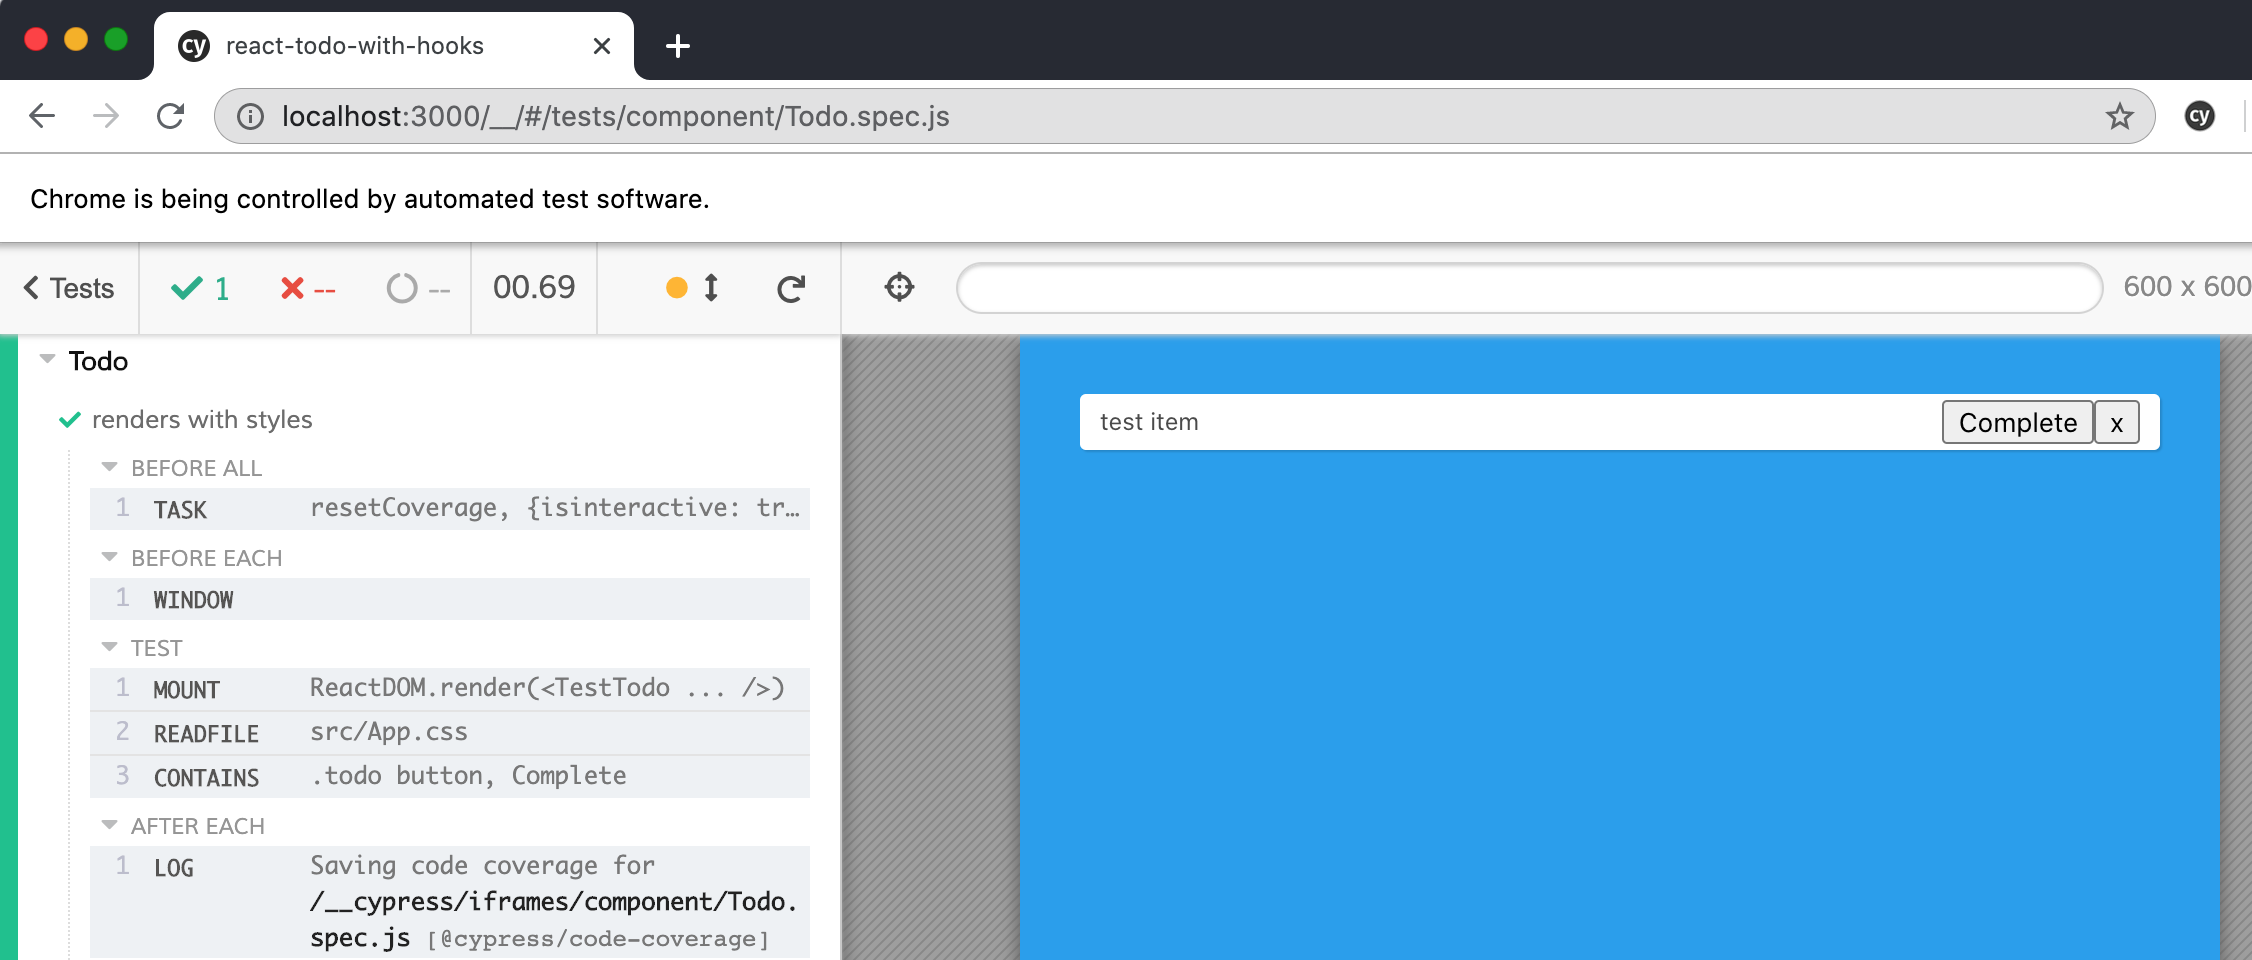 cy react-todo-with-hooks
localhost:3000/__/#/tests/component/Todo.spec.js cy
Chrome is being controlled by automated test software.
Tests 1 -- -- 00.69 600 x 600
Todo
renders with styles
test item Complete x
BEFORE ALL
1 TASK resetCoverage, {isinteractive: tr…
BEFORE EACH
1 WINDOW
TEST
1 MOUNT ReactDOM.render(<TestTodo ... />)
2 READFILE src/App.css
3 CONTAINS .todo button, Complete
AFTER EACH
1 LOG Saving code coverage for
/__cypress/iframes/component/Todo.
spec.js [@cypress/code-coverage]